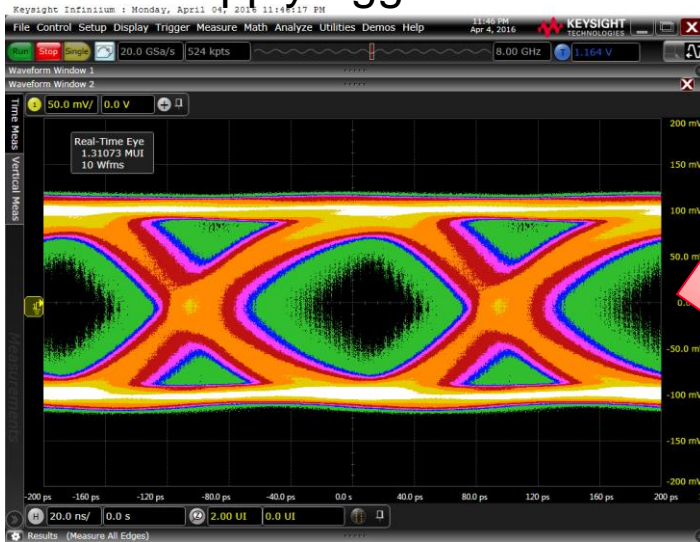 Keysight Infiniium : Monday, April 04, 2016 11:46:17 PM
File Control Setup Display Trigger Measure Math Analyze Utilities Demos Help 11:46 PM Apr 4, 2016 KEYSIGHT TECHNOLOGIES
Run Stop Single 20.0 GSa/s 524 kpts 8.00 GHz T 1.164 V
Waveform Window 1
Waveform Window 2
Time Meas
Vertical Meas
Measurements
1 50.0 mV/ 0.0 V
Real-Time Eye
1.31073 MUI
10 Wfms
200 mV
150 mV
100 mV
50.0 m
0.0
-50.0 m
-100 mV
-150 mV
-200 mV
-200 ps -160 ps -120 ps -80.0 ps -40.0 ps 0.0 s 40.0 ps 80.0 ps 120 ps 160 ps 200 ps
H 20.0 ns/ 0.0 s 2.00 UI 0.0 UI
Results (Measure All Edges)